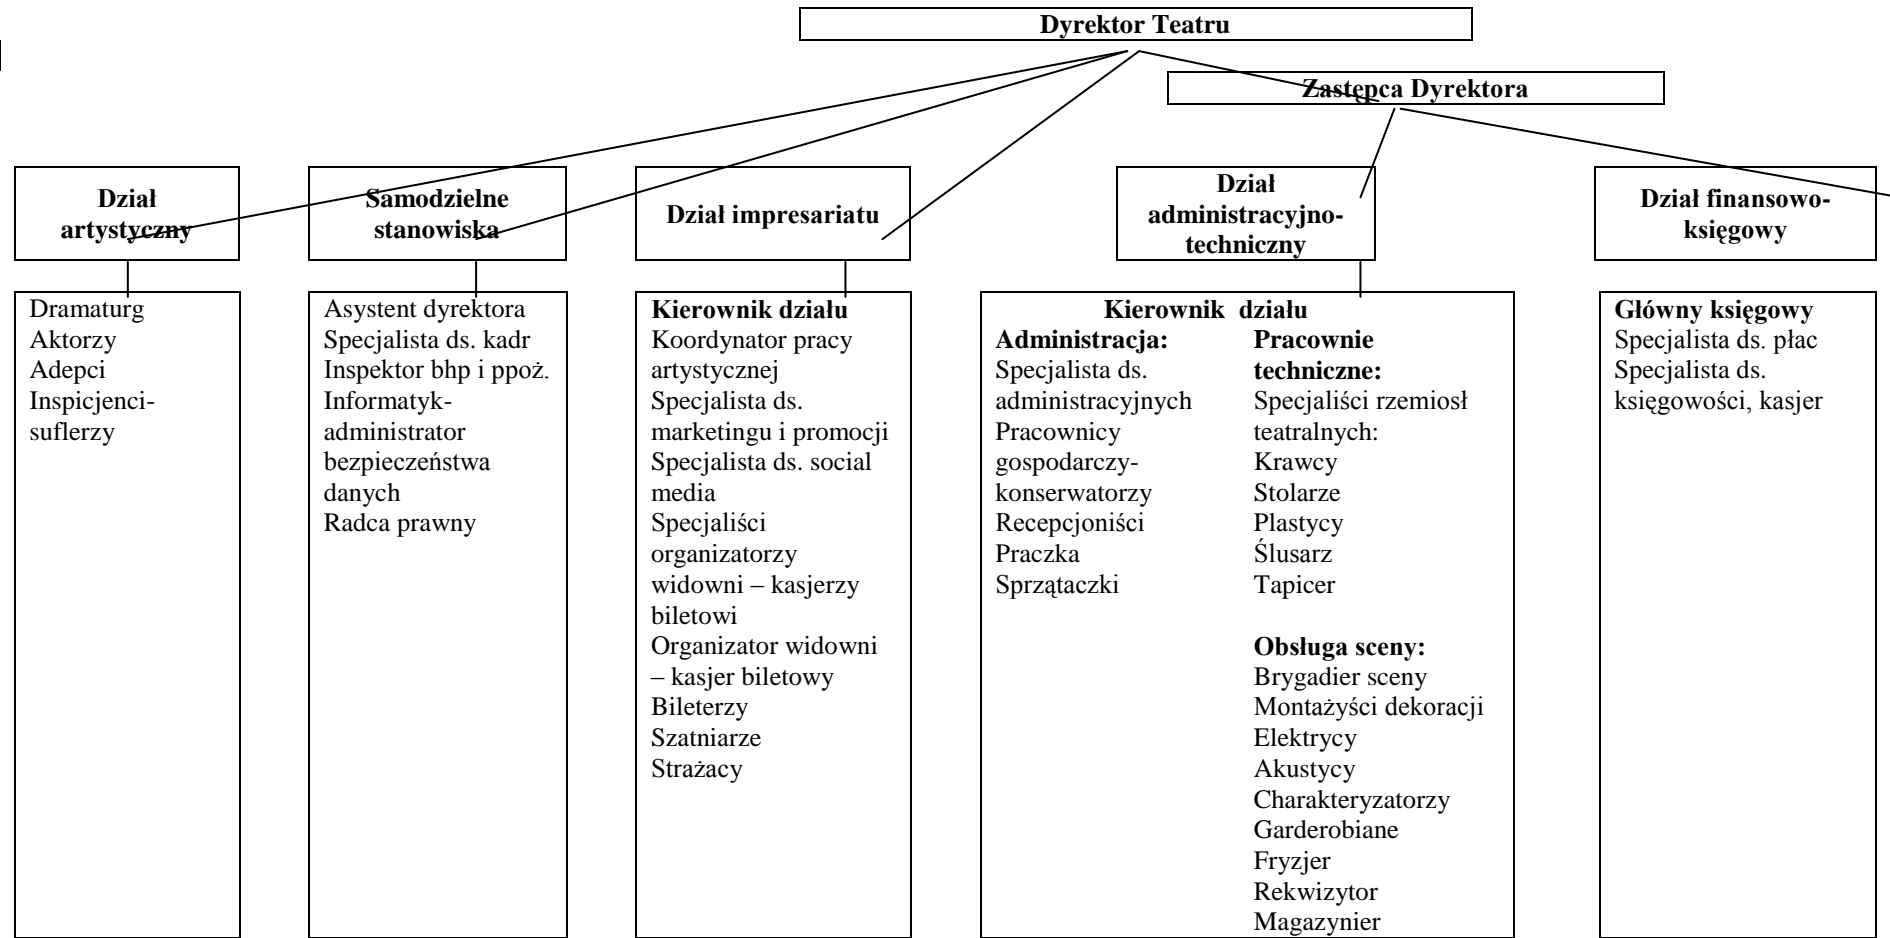 Dyrektor Teatru
Zastępca Dyrektora
Dział
artystyczny
Samodzielne
stanowiska
Dział impresariatu
Dział
administracyjno-
techniczny
Dział finansowo-
księgowy
Dramaturg
Aktorzy
Adepci
Inspicjenci-
suflerzy
Asystent dyrektora
Specjalista ds. kadr
Inspektor bhp i ppoż.
Informatyk-
administrator
bezpieczeństwa
danych
Radca prawny
Kierownik działu
Koordynator pracy
artystycznej
Specjalista ds.
marketingu i promocji
Specjalista ds. social
media
Specjaliści
organizatorzy
widowni – kasjerzy
biletowi
Organizator widowni
– kasjer biletowy
Bileterzy
Szatniarze
Strażacy
Kierownik działu
Administracja:
Specjalista ds.
administracyjnych
Pracownicy
gospodarczy-
konserwatorzy
Recepcjoniści
Praczka
Sprzątaczki
Pracownie
techniczne:
Specjaliści rzemiosł
teatralnych:
Krawcy
Stolarze
Plastycy
Ślusarz
Tapicer
Obsługa sceny:
Brygadier sceny
Montażyści dekoracji
Elektrycy
Akustycy
Charakteryzatorzy
Garderobiane
Fryzjer
Rekwizytor
Magazynier
Główny księgowy
Specjalista ds. płac
Specjalista ds.
księgowości, kasjer